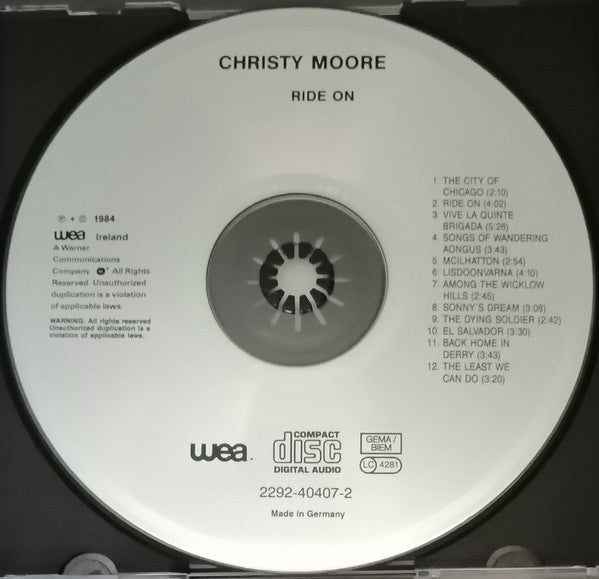 CHRISTY MOORE
RIDE ON
℗ + © 1984
wea Ireland
A Warner
Communications
Company All Rights
Reserved. Unauthorized
duplication is a violation
of applicable laws.
WARNING: All rights reserved
Unauthorized duplication is a
violation of applicable laws.
1 THE CITY OF
CHICAGO (2:10)
2 RIDE ON (4:02)
3 VIVE LA QUINTE
BRIGADA (5:26)
4 SONGS OF WANDERING
AONGUS (3:43)
5 MCILHATTON (2:54)
6 LISDOONVARNA (4:10)
7 AMONG THE WICKLOW
HILLS (2:45)
8 SONNY'S DREAM (3:08)
9. THE DYING SOLDIER (2:42)
10. EL SALVADOR (3:30)
11. BACK HOME IN
DERRY (3:43)
12. THE LEAST WE
CAN DO (3:20)
wea.
COMPACT
disc
DIGITAL AUDIO
GEMA/
BIEM
LC 4281
2292-40407-2
Made in Germany